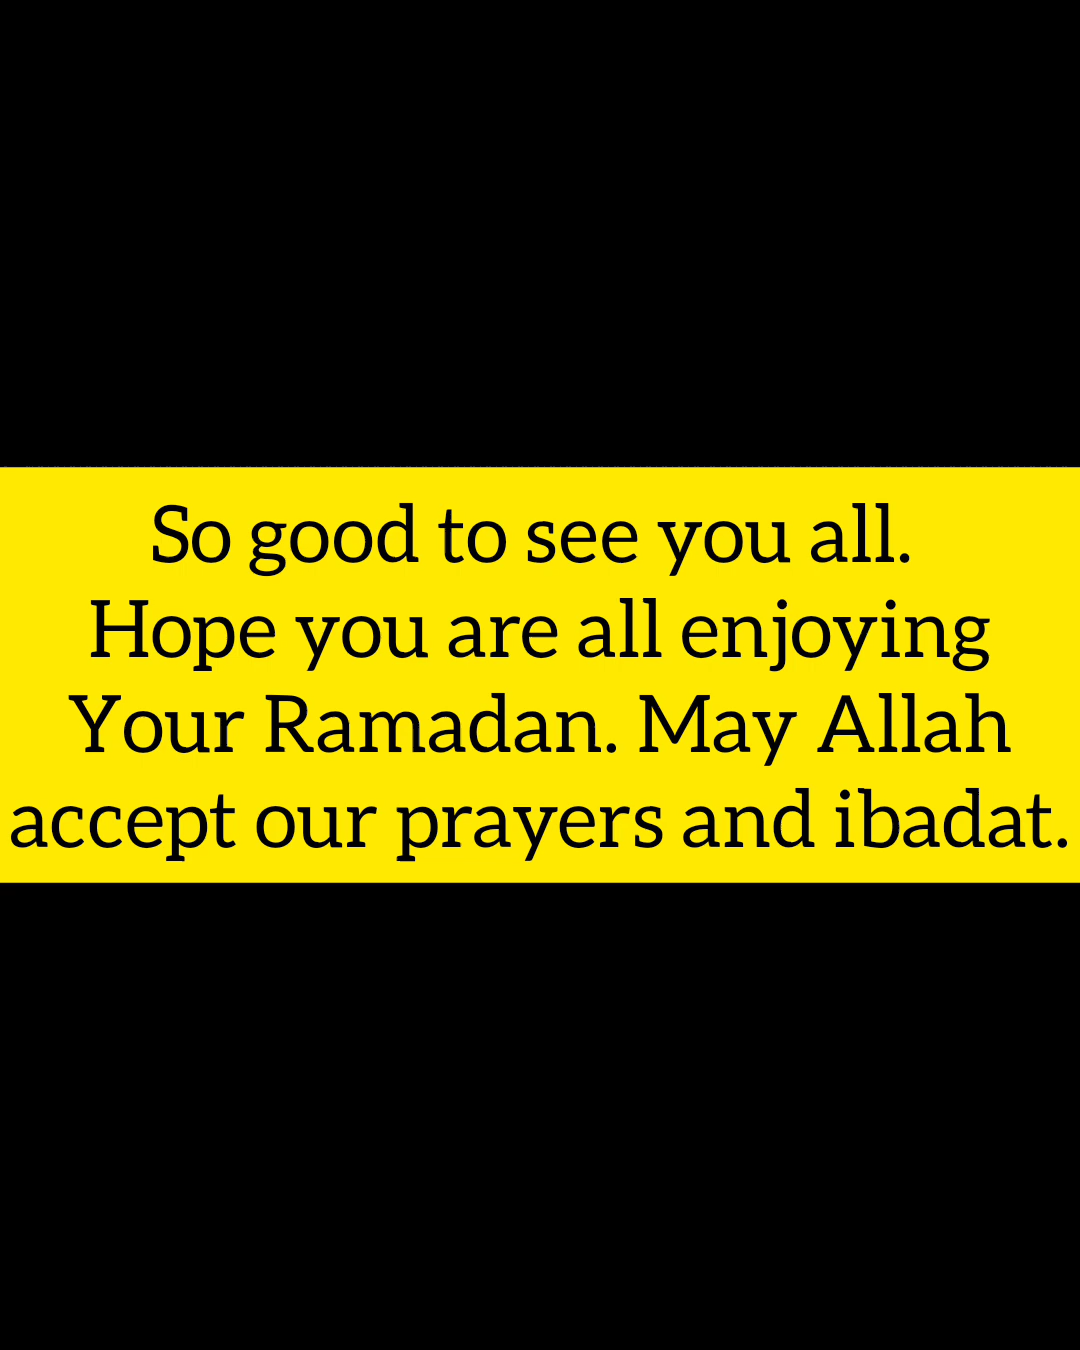 So good to see you all.
Hope you are all enjoying
Your Ramadan. May Allah
accept our prayers and ibadat.